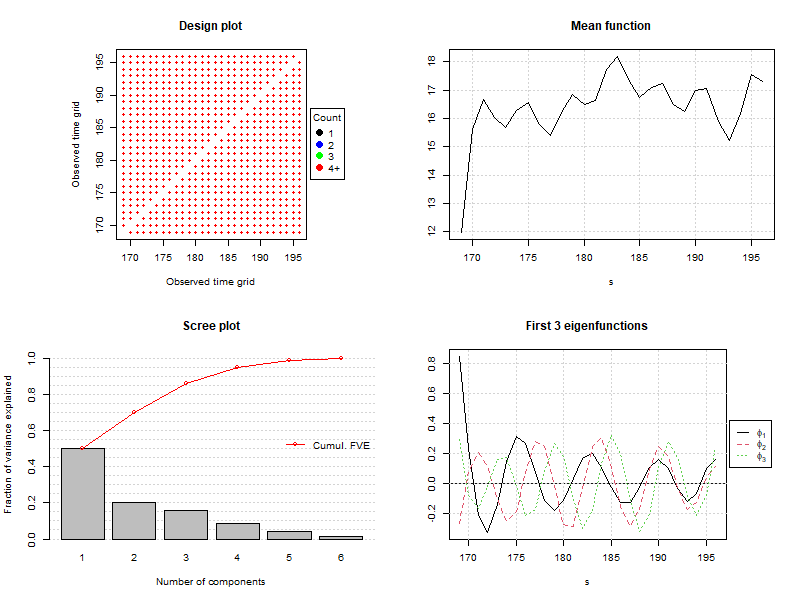 Design plot
Observed time grid
195
190
185
180
175
170
170 175 180 185 190 195
Observed time grid
Count
1
2
3
4+
Mean function
18
17
16
15
14
13
12
170 175 180 185 190 195
s
Scree plot
Fraction of variance explained
1.0
0.8
0.6
0.4
0.2
0.0
Cumul. FVE
1 2 3 4 5 6
Number of components
First 3 eigenfunctions
0.8
0.6
0.4
0.2
0.0
-0.2
170 175 180 185 190 195
s
ϕ1
ϕ2
ϕ3